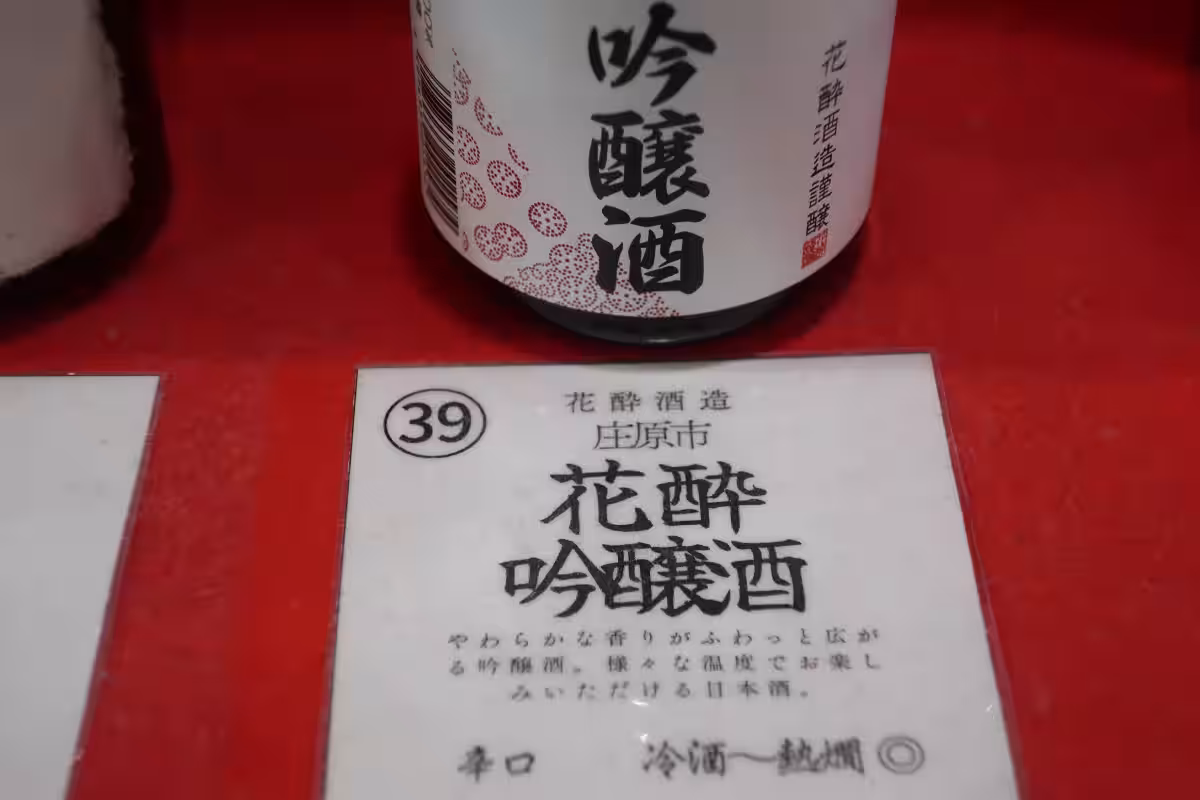 吟醸酒
花酔酒造謹醸
39
花酔酒造
庄原市
花酔
吟醸酒
やわらかな香りがふわっと広が
る吟醸酒。様々な温度でお楽し
みいただける日本酒。
辛口 冷酒〜熱燗◎